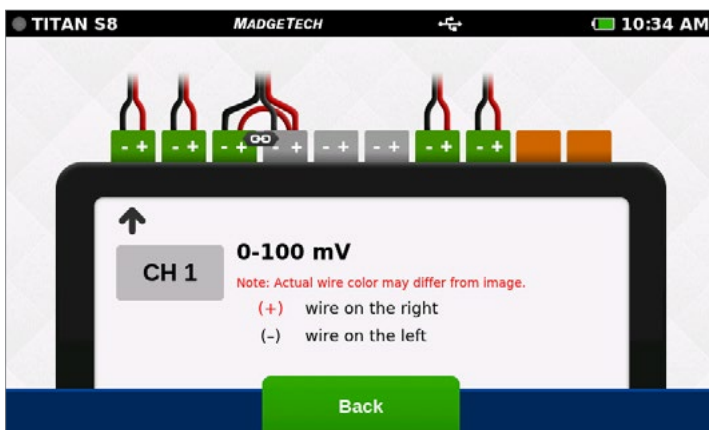 TITAN S8 MADGETECH 10:34 AM
- + - + - + - + - + - + - + - +
CH 1
0-100 mV
Note: Actual wire color may differ from image.
(+) wire on the right
(–) wire on the left
Back